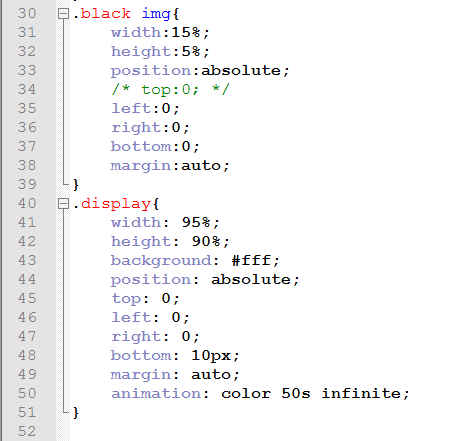 30 .black img{
31 width:15%;
32 height:5%;
33 position:absolute;
34 /* top:0; */
35 left:0;
36 right:0;
37 bottom:0;
38 margin:auto;
39 }
40 .display{
41 width: 95%;
42 height: 90%;
43 background: #fff;
44 position: absolute;
45 top: 0;
46 left: 0;
47 right: 0;
48 bottom: 10px;
49 margin: auto;
50 animation: color 50s infinite;
51 }
52